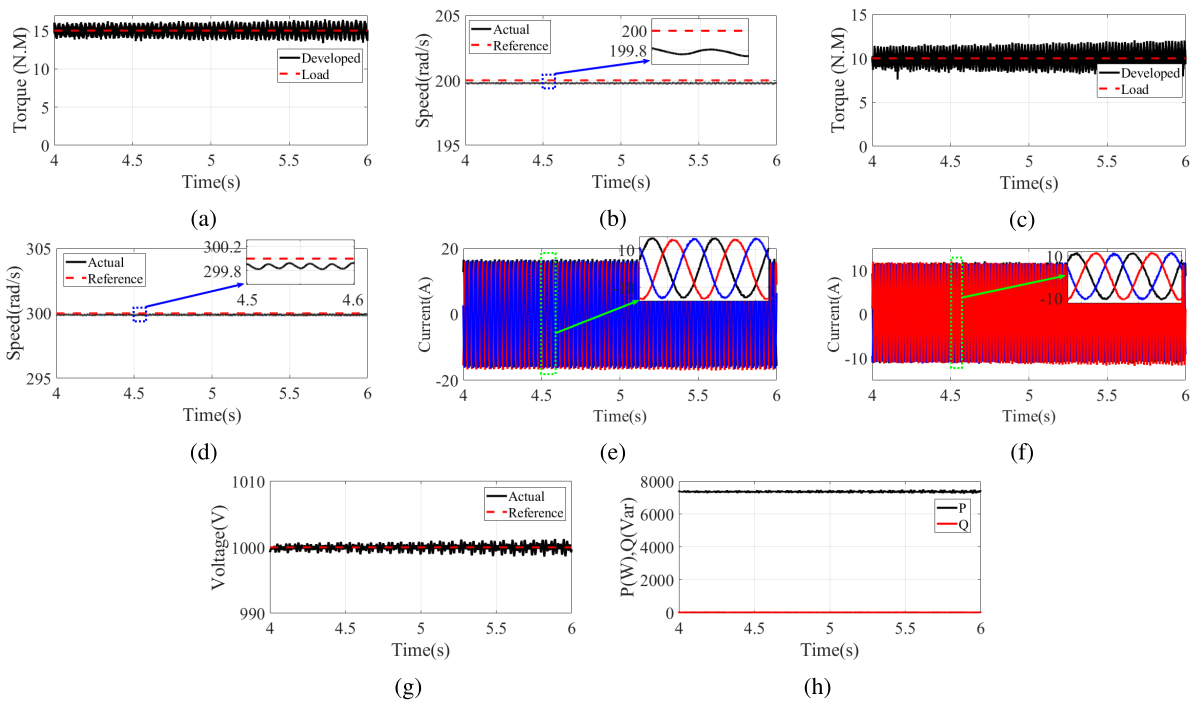 Torque (N.M)
15
10
5
0
Developed
Load
4 4.5 5 5.5 6
Time(s)
(a)
Speed(rad/s)
205
200
195
Actual
Reference
200
199.8
4 4.5 5 5.5 6
Time(s)
(b)
Torque (N.M)
15
10
5
0
Developed
Load
4 4.5 5 5.5 6
Time(s)
(c)
Speed(rad/s)
305
300
295
Actual
Reference
300.2
299.8
4.5 4.6
4 4.5 5 5.5 6
Time(s)
(d)
Current(A)
20
0
-20
10
4 4.5 5 5.5 6
Time(s)
(e)
Current(A)
10
0
-10
10
-10
4 4.5 5 5.5 6
Time(s)
(f)
Voltage(V)
1010
1000
990
Actual
Reference
4 4.5 5 5.5 6
Time(s)
(g)
P(W),Q(Var)
8000
6000
4000
2000
0
P
Q
4 4.5 5 5.5 6
Time(s)
(h)